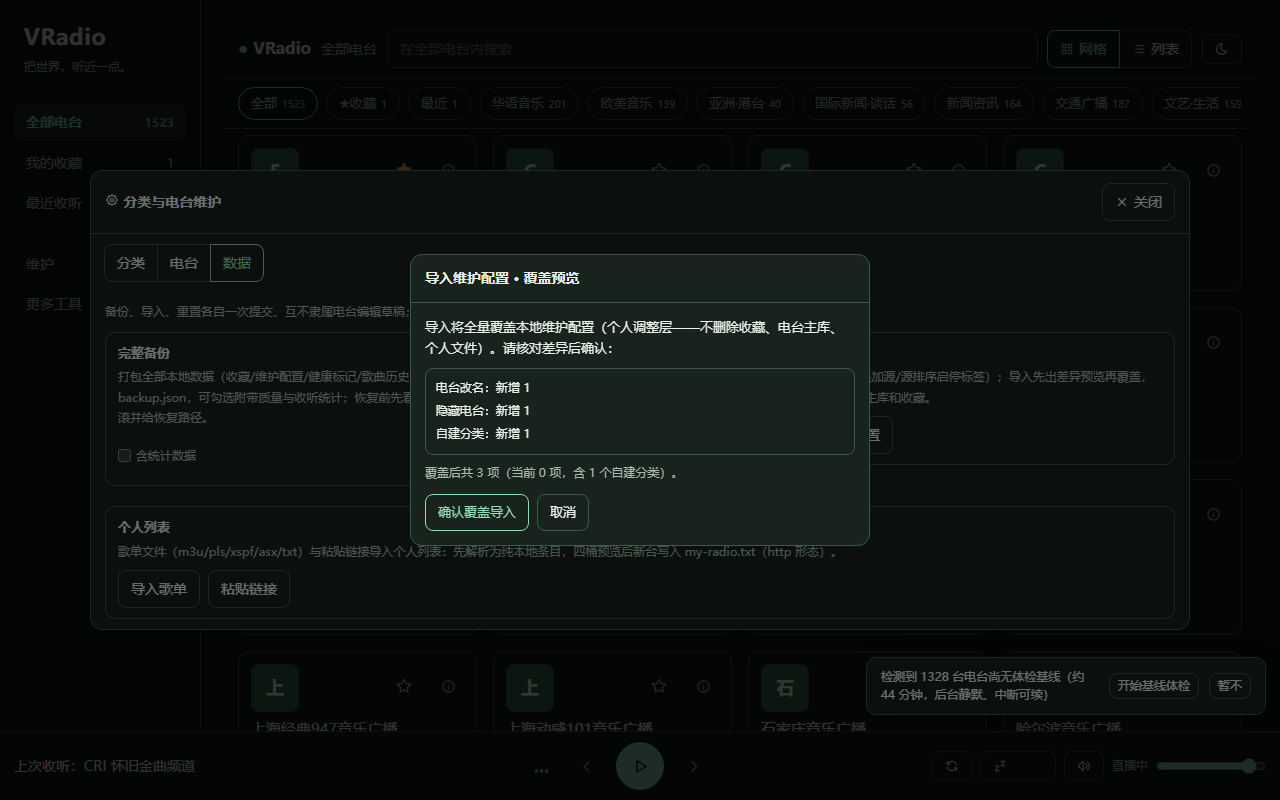 VRadio
把世界，听近一点。
全部电台 1523
我的收藏 1
最近收听
维护
更多工具
VRadio 全部电台
在全部电台内搜索
网格
列表
全部 1523
★收藏 1
最近 1
华语音乐 201
欧美音乐 139
亚洲·港台 40
国际新闻·谈话 56
新闻资讯 164
交通广播 187
文艺·生活 159
分类与电台维护
关闭
分类
电台
数据
备份、导入、重置各自一次提交、互不隶属电台编辑草稿；
完整备份
打包全部本地数据（收藏/维护配置/健康标记/歌曲历史
backup.json，可勾选附带质量与收听统计；恢复前先看
滚并给恢复路径。
含统计数据
加源/源排序启停标签）；导入先出差异预览再覆盖，
主库和收藏。
置
导入维护配置 • 覆盖预览
导入将全量覆盖本地维护配置（个人调整层——不删除收藏、电台主库、
个人文件）。请核对差异后确认：
电台改名：新增 1
隐藏电台：新增 1
自建分类：新增 1
覆盖后共 3 项（当前 0 项，含 1 个自建分类）。
确认覆盖导入
取消
个人列表
歌单文件（m3u/pls/xspf/asx/txt）与粘贴链接导入个人列表：先解析为纯本地条目，四桶预览后新台写入 my-radio.txt（http 形态）。
导入歌单
粘贴链接
上
上
石
上海经典947音乐广播
上海动感101音乐广播
石家庄音乐广播
哈尔滨音乐广播
检测到 1328 台电台尚无体检基线（约
44 分钟，后台静默、中断可续）
开始基线体检
暂不
上次收听：CRI 怀旧金曲频道
...
zZ
直播中